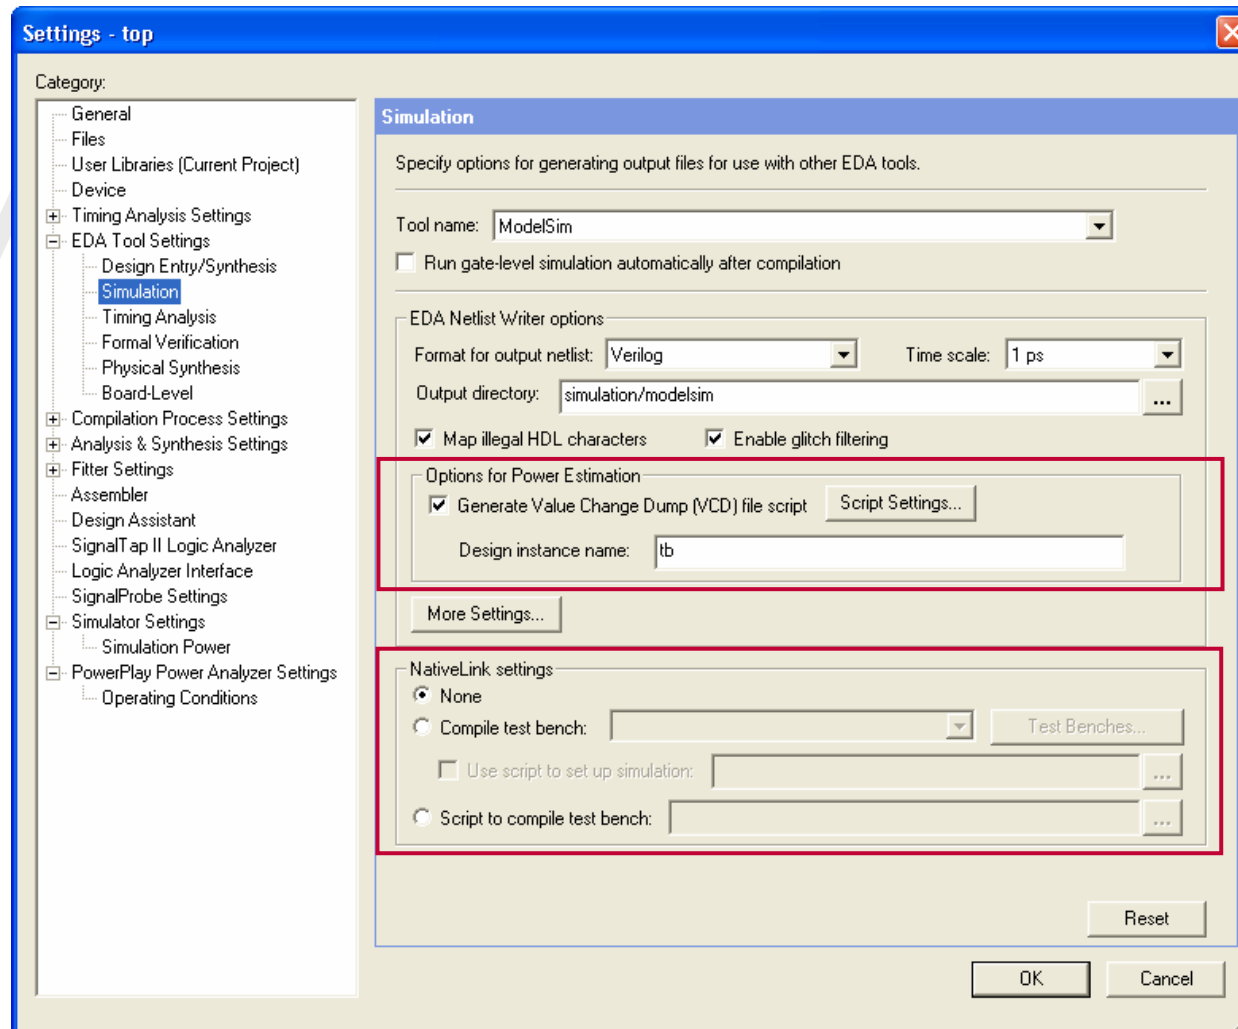 Settings - top
Category:
General
Files
User Libraries (Current Project)
Device
Timing Analysis Settings
EDA Tool Settings
Design Entry/Synthesis
Simulation
Timing Analysis
Formal Verification
Physical Synthesis
Board-Level
Compilation Process Settings
Analysis & Synthesis Settings
Fitter Settings
Assembler
Design Assistant
SignalTap II Logic Analyzer
Logic Analyzer Interface
SignalProbe Settings
Simulator Settings
Simulation Power
PowerPlay Power Analyzer Settings
Operating Conditions
Simulation
Specify options for generating output files for use with other EDA tools.
Tool name: ModelSim
Run gate-level simulation automatically after compilation
EDA Netlist Writer options
Format for output netlist: Verilog Time scale: 1 ps
Output directory: simulation/modelsim ...
Map illegal HDL characters Enable glitch filtering
Options for Power Estimation
Generate Value Change Dump (VCD) file script Script Settings...
Design instance name: tb
More Settings...
NativeLink settings
None
Compile test bench: Test Benches...
Use script to set up simulation: ...
Script to compile test bench: ...
Reset
OK Cancel